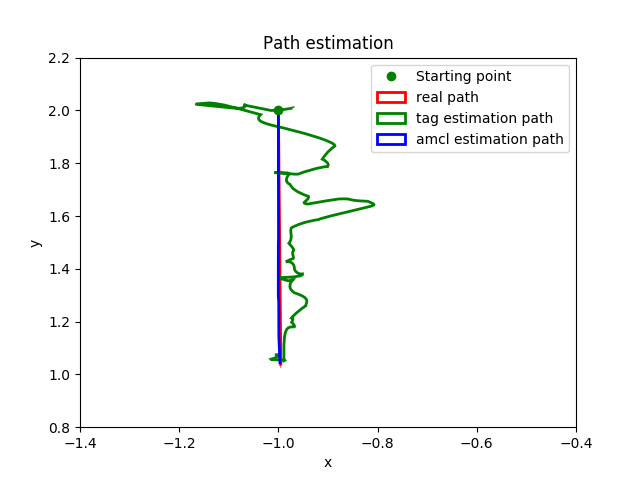 Path estimation
2.2
2.0
1.8
1.6
1.4
1.2
1.0
0.8
y
Starting point
real path
tag estimation path
amcl estimation path
−1.4
−1.2
−1.0
−0.8
−0.6
−0.4
x